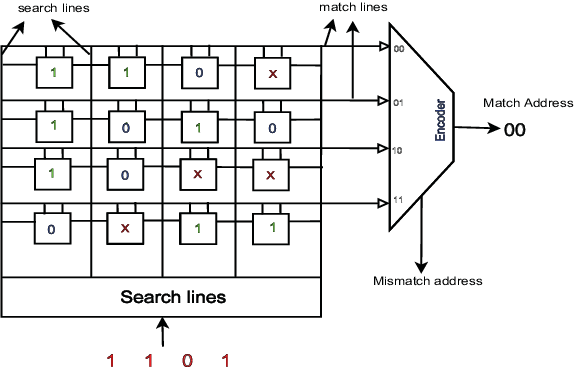 search lines
match lines
1 1 0 X
00
1 0 1 0
01
Encoder
Match Address
00
1 0 X X
10
0 X 1 1
11
Mismatch address
Search lines
1 1 0 1